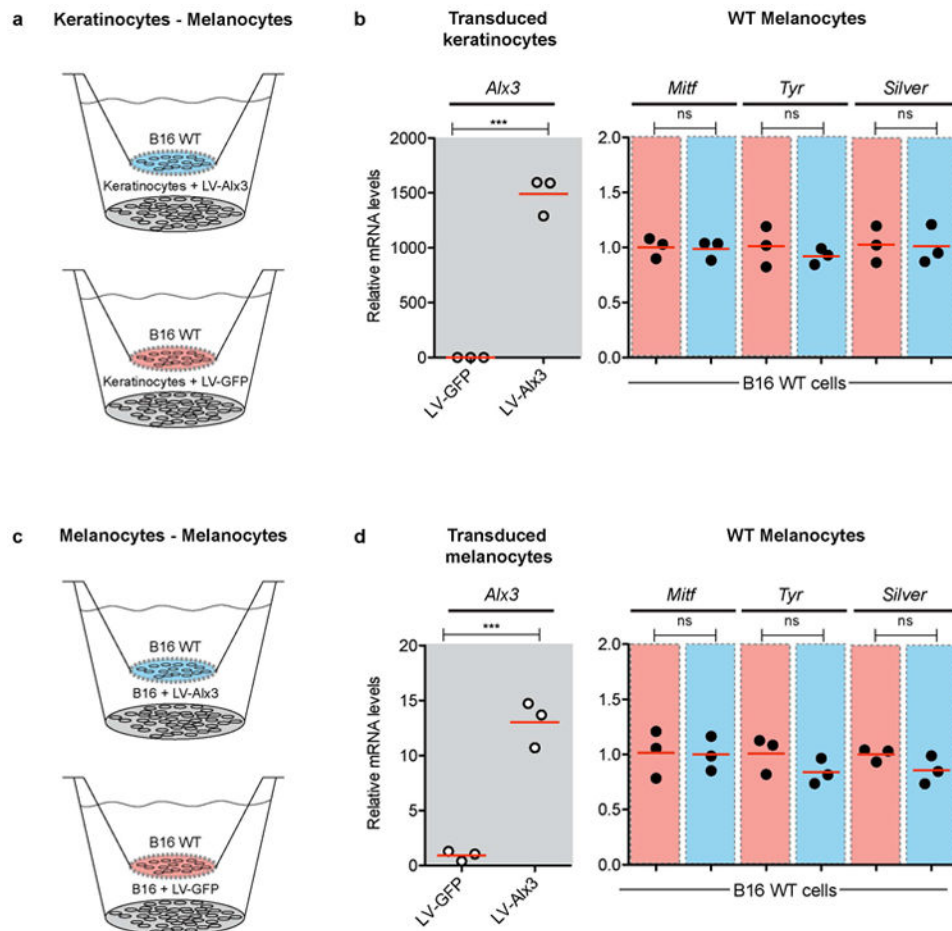 a
Keratinocytes - Melanocytes
B16 WT
Keratinocytes + LV-Alx3
B16 WT
Keratinocytes + LV-GFP
b
Transduced
keratinocytes
WT Melanocytes
Alx3
Mitf
Tyr
Silver
***
ns
ns
ns
Relative mRNA levels
2000
1500
1000
500
0
LV-GFP
LV-Alx3
2.0
1.5
1.0
0.5
0.0
B16 WT cells
c
Melanocytes - Melanocytes
B16 WT
B16 + LV-Alx3
B16 WT
B16 + LV-GFP
d
Transduced
melanocytes
WT Melanocytes
Alx3
Mitf
Tyr
Silver
***
ns
ns
ns
Relative mRNA levels
20
15
10
5
0
LV-GFP
LV-Alx3
2.0
1.5
1.0
0.5
0.0
B16 WT cells